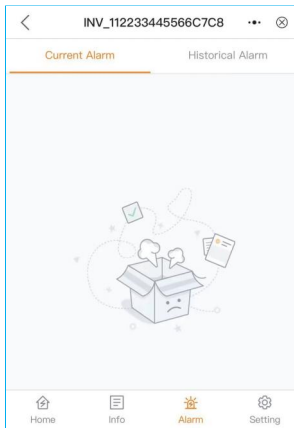 INV_112233445566C7C8
Current Alarm
Historical Alarm
Home
Info
Alarm
Setting